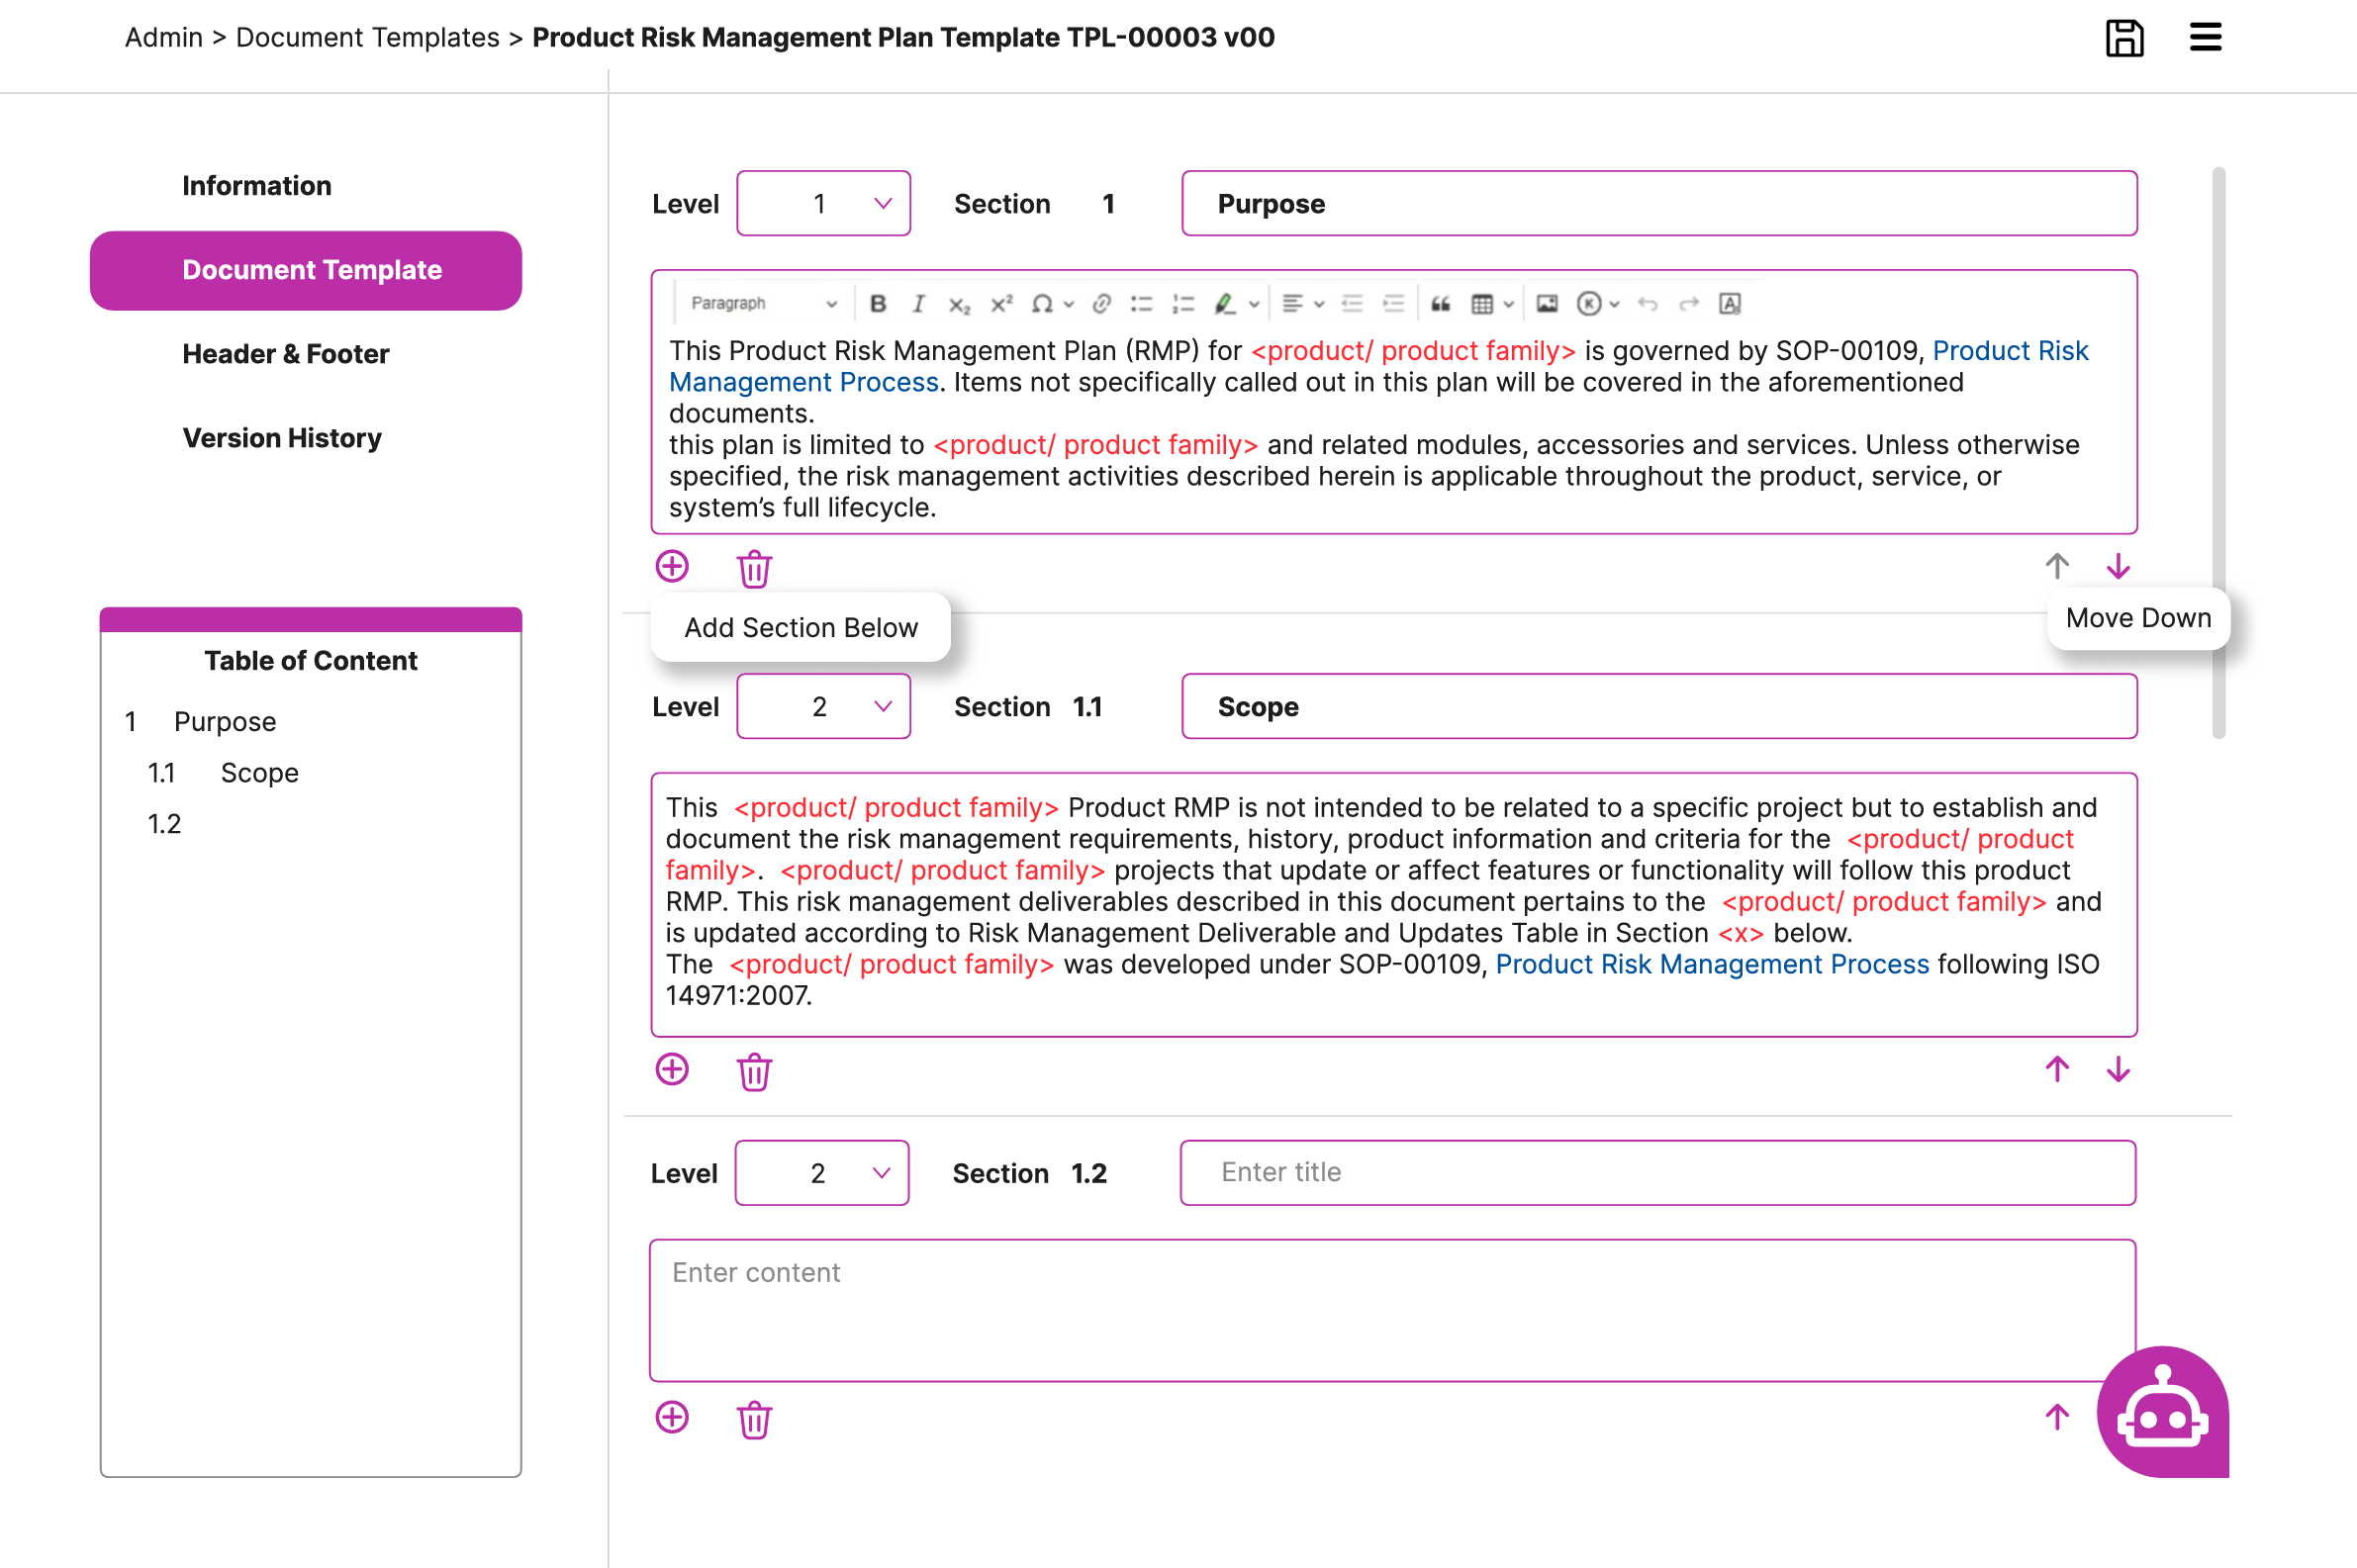 Admin > Document Templates > Product Risk Management Plan Template TPL-00003 v00
Information
Document Template
Header & Footer
Version History
Table of Content
1 Purpose
1.1 Scope
1.2
Level 1 Section 1 Purpose
Paragraph
This Product Risk Management Plan (RMP) for <product/ product family> is governed by SOP-00109, Product Risk
Management Process. Items not specifically called out in this plan will be covered in the aforementioned
documents.
this plan is limited to <product/ product family> and related modules, accessories and services. Unless otherwise
specified, the risk management activities described herein is applicable throughout the product, service, or
system’s full lifecycle.
Add Section Below
Move Down
Level 2 Section 1.1 Scope
This <product/ product family> Product RMP is not intended to be related to a specific project but to establish and
document the risk management requirements, history, product information and criteria for the <product/ product
family>. <product/ product family> projects that update or affect features or functionality will follow this product
RMP. This risk management deliverables described in this document pertains to the <product/ product family> and
is updated according to Risk Management Deliverable and Updates Table in Section <x> below.
The <product/ product family> was developed under SOP-00109, Product Risk Management Process following ISO
14971:2007.
Level 2 Section 1.2 Enter title
Enter content